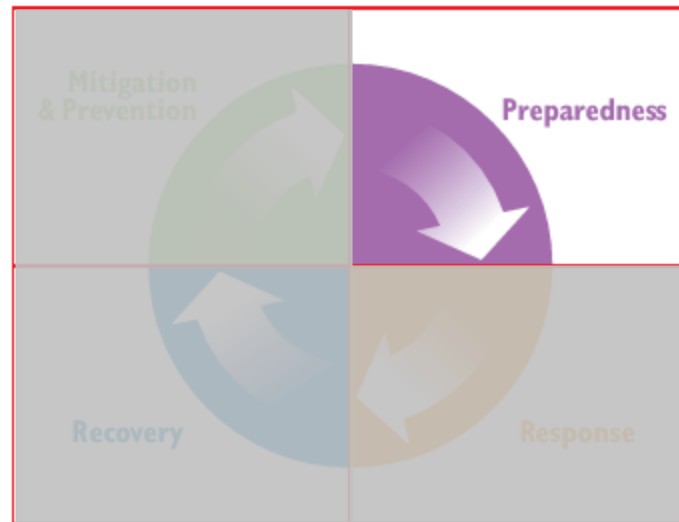 Mitigation
& Prevention
Preparedness
Recovery
Response